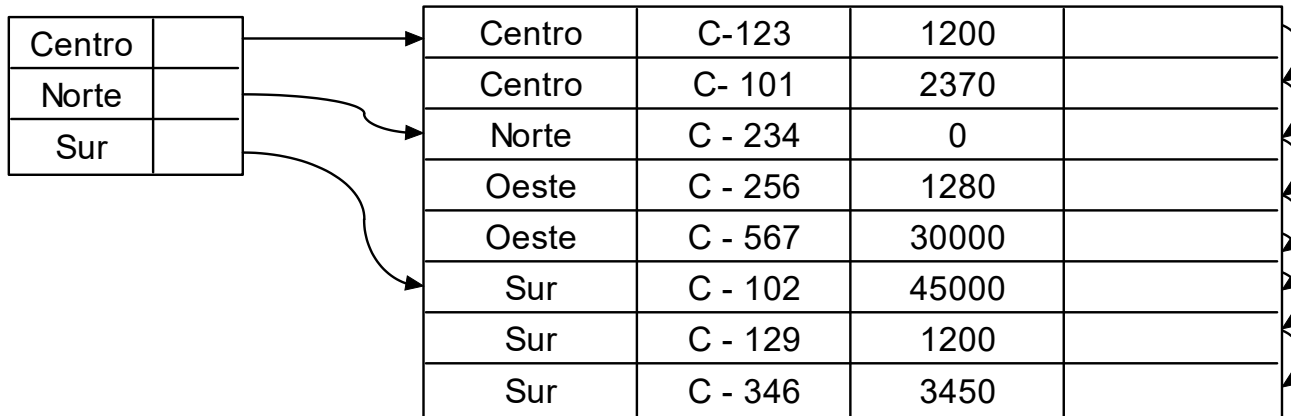 Centro
Norte
Sur
Centro C-123 1200
Centro C- 101 2370
Norte C - 234 0
Oeste C - 256 1280
Oeste C - 567 30000
Sur C - 102 45000
Sur C - 129 1200
Sur C - 346 3450